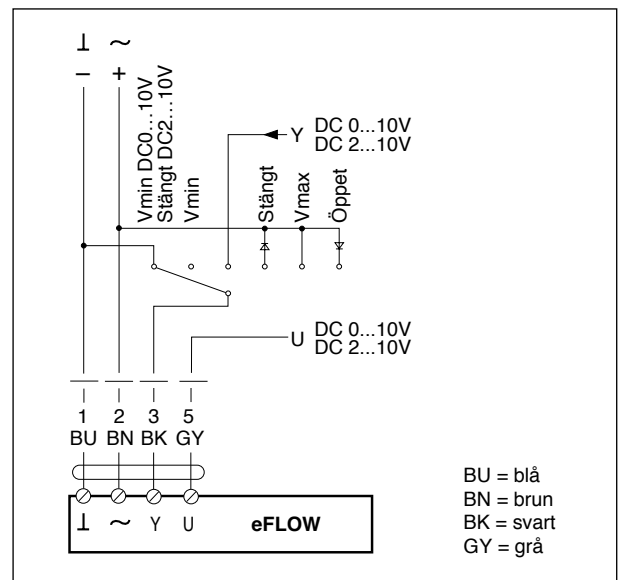 ⊥ ~
– +
Vmin DC0...10V
Stängt DC2...10V
Vmin
Stängt
Vmax
Öppet
Y DC 0...10V
DC 2...10V
U DC 0...10V
DC 2...10V
1 2 3 5
BU BN BK GY
⊥ ~ Y U eFLOW
BU = blå
BN = brun
BK = svart
GY = grå